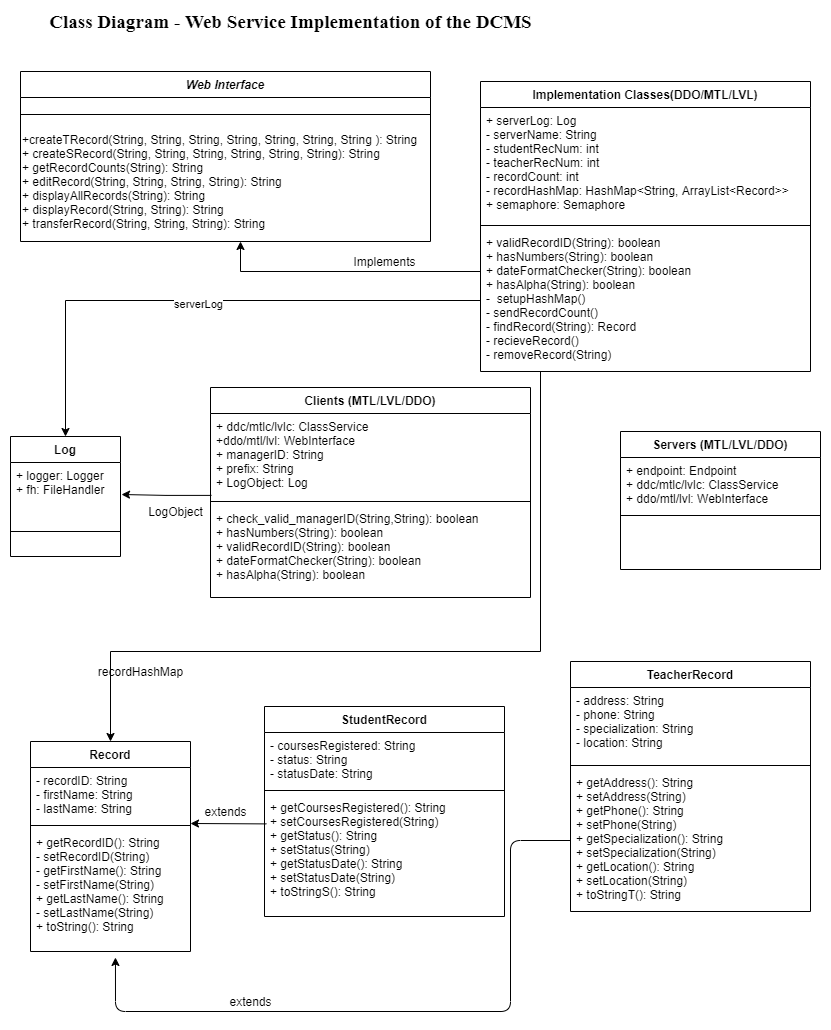 Class Diagram - Web Service Implementation of the DCMS
Web Interface
+createTRecord(String, String, String, String, String, String, String ): String
+ createSRecord(String, String, String, String, String, String): String
+ getRecordCounts(String): String
+ editRecord(String, String, String, String): String
+ displayAllRecords(String): String
+ displayRecord(String, String): String
+ transferRecord(String, String, String): String
Implementation Classes(DDO/MTL/LVL)
+ serverLog: Log
- serverName: String
- studentRecNum: int
- teacherRecNum: int
- recordCount: int
- recordHashMap: HashMap<String, ArrayList<Record>>
+ semaphore: Semaphore
+ validRecordID(String): boolean
+ hasNumbers(String): boolean
+ dateFormatChecker(String): boolean
+ hasAlpha(String): boolean
- setupHashMap()
- sendRecordCount()
- findRecord(String): Record
- recieveRecord()
- removeRecord(String)
Implements
serverLog
Clients (MTL/LVL/DDO)
+ ddc/mtlc/lvlc: ClassService
+ddo/mtl/lvl: WebInterface
+ managerID: String
+ prefix: String
+ LogObject: Log
+ check_valid_managerID(String,String): boolean
+ hasNumbers(String): boolean
+ validRecordID(String): boolean
+ dateFormatChecker(String): boolean
+ hasAlpha(String): boolean
Log
+ logger: Logger
+ fh: FileHandler
LogObject
Servers (MTL/LVL/DDO)
+ endpoint: Endpoint
+ ddc/mtlc/lvlc: ClassService
+ ddo/mtl/lvl: WebInterface
recordHashMap
Record
- recordID: String
- firstName: String
- lastName: String
+ getRecordID(): String
- setRecordID(String)
- getFirstName(): String
- setFirstName(String)
+ getLastName(): String
- setLastName(String)
+ toString(): String
extends
StudentRecord
- coursesRegistered: String
- status: String
- statusDate: String
+ getCoursesRegistered(): String
+ setCoursesRegistered(String)
+ getStatus(): String
+ setStatus(String)
+ getStatusDate(): String
+ setStatusDate(String)
+ toStringS(): String
TeacherRecord
- address: String
- phone: String
- specialization: String
- location: String
+ getAddress(): String
+ setAddress(String)
+ getPhone(): String
+ setPhone(String)
+ getSpecialization(): String
+ setSpecialization(String)
+ getLocation(): String
+ setLocation(String)
+ toStringT(): String
extends